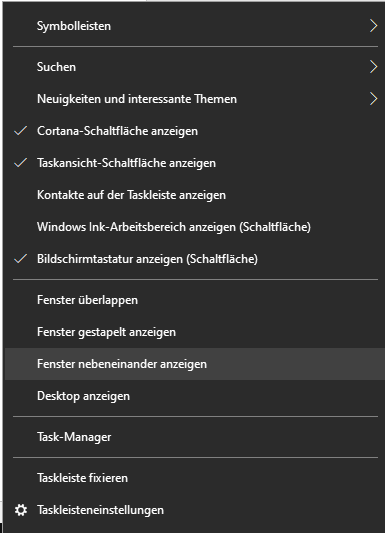 Symbolleisten
Suchen
Neuigkeiten und interessante Themen
Cortana-Schaltfläche anzeigen
Taskansicht-Schaltfläche anzeigen
Kontakte auf der Taskleiste anzeigen
Windows Ink-Arbeitsbereich anzeigen (Schaltfläche)
Bildschirmtastatur anzeigen (Schaltfläche)
Fenster überlappen
Fenster gestapelt anzeigen
Fenster nebeneinander anzeigen
Desktop anzeigen
Task-Manager
Taskleiste fixieren
Taskleisteneinstellungen